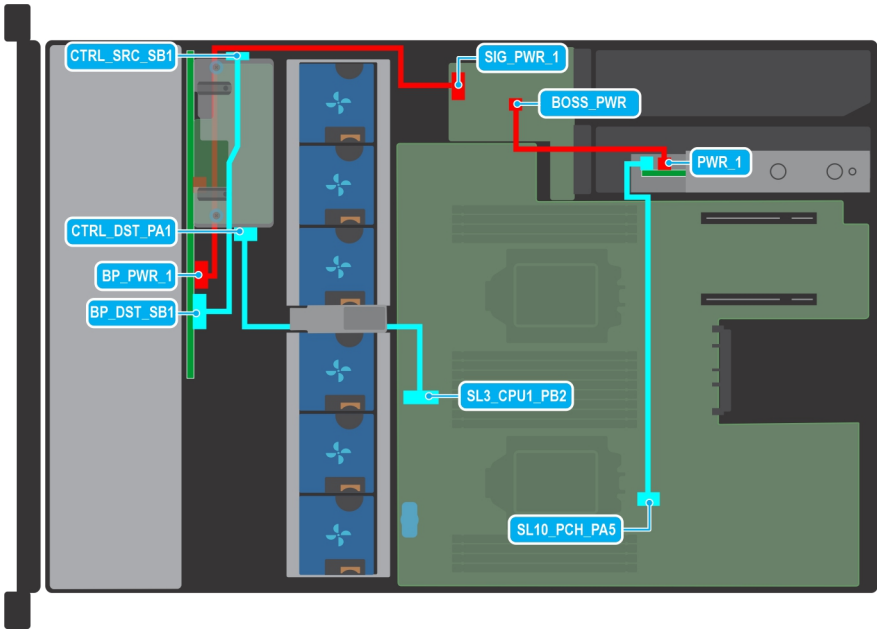 CTRL_SRC_SB1
SIG_PWR_1
BOSS_PWR
PWR_1
CTRL_DST_PA1
BP_PWR_1
BP_DST_SB1
SL3_CPU1_PB2
SL10_PCH_PA5